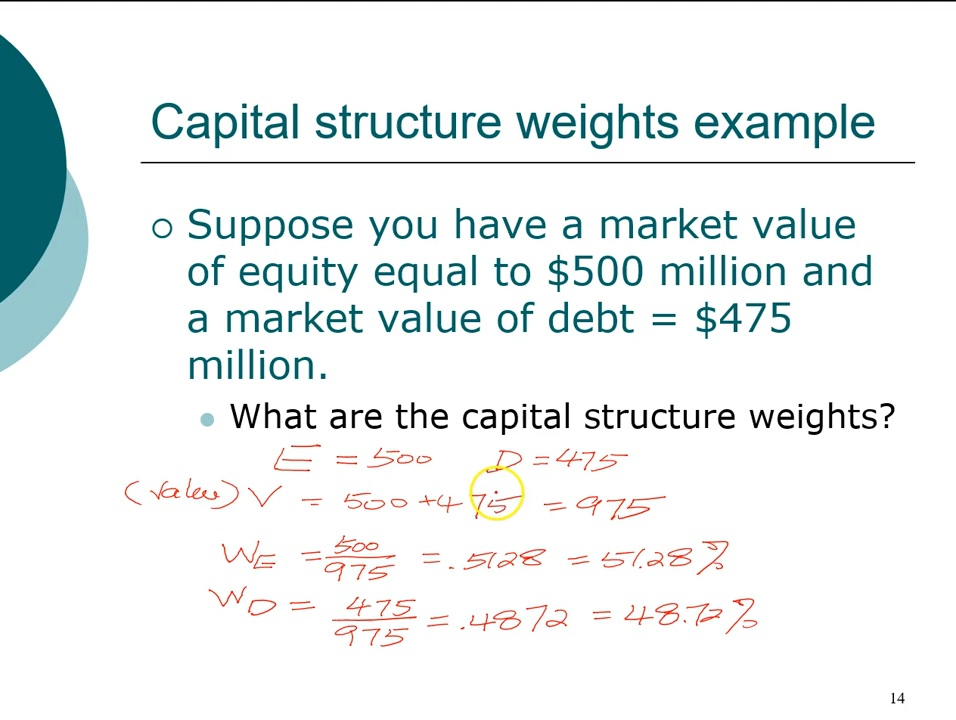 Capital structure weights example
Suppose you have a market value
of equity equal to $500 million and
a market value of debt = $475
million.
What are the capital structure weights?
E = 500 D = 475
(Value) V = 500 + 475 = 975
WE = 500/975 = .5128 = 51.28%
WD = 475/975 = .4872 = 48.72%
14